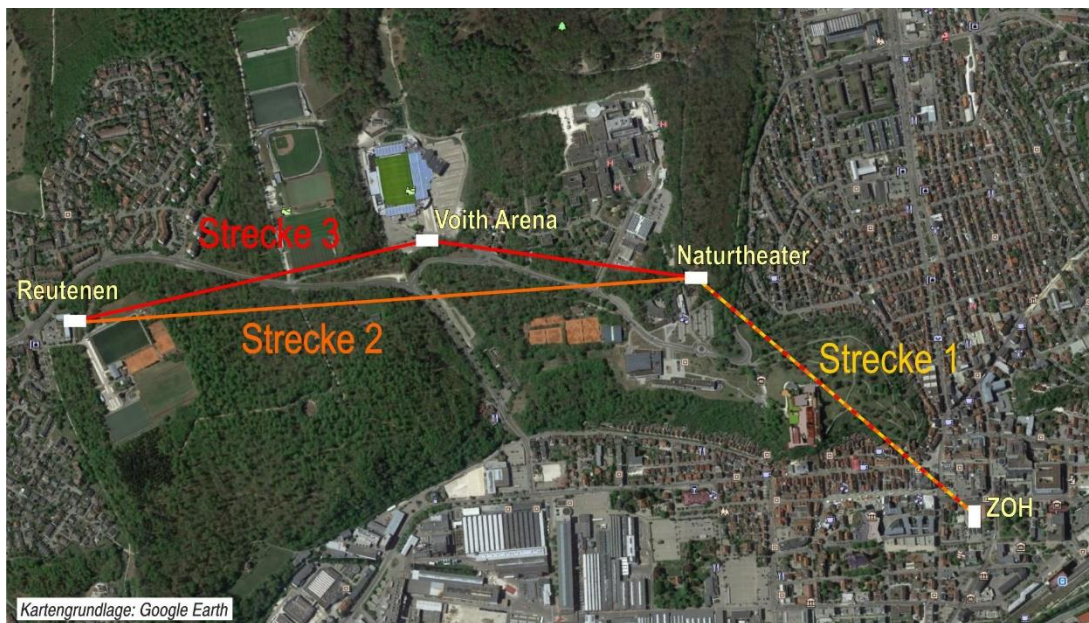 Strecke 3
Voith Arena
Naturtheater
Reutenen
Strecke 2
Strecke 1
ZOH
Kartengrundlage: Google Earth